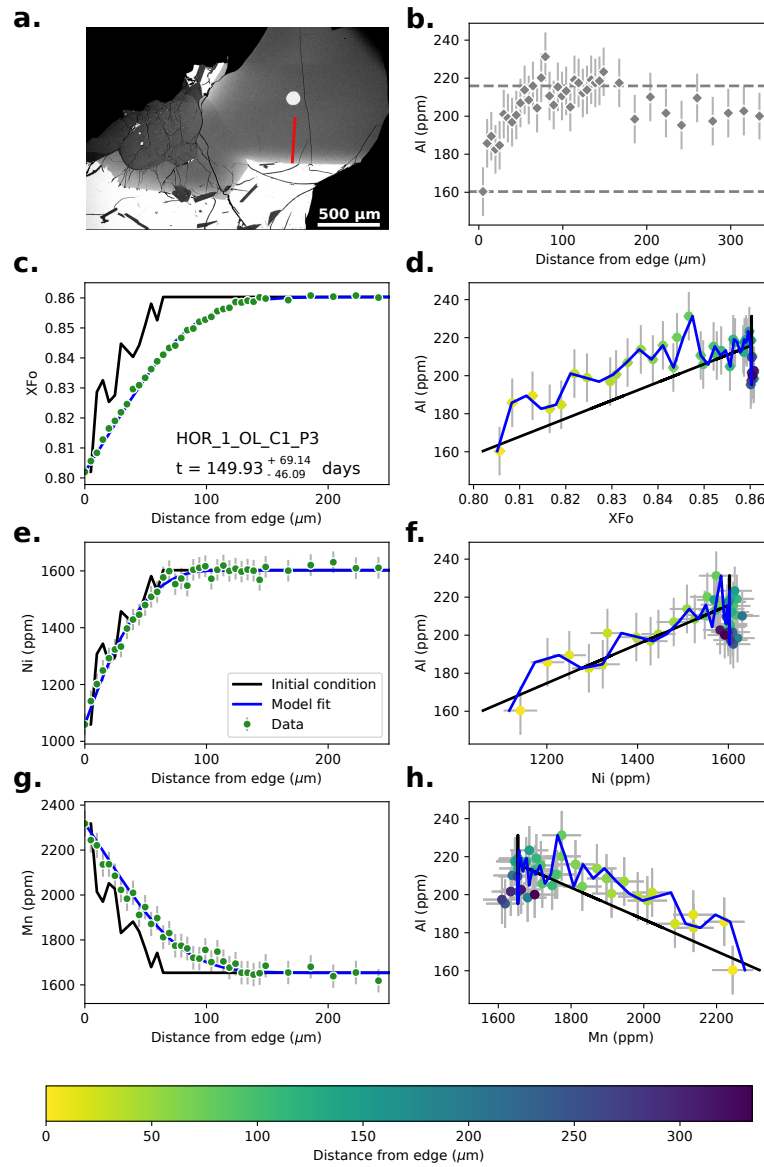 a.
500 μm
b.
Al (ppm)
240
220
200
180
160
0
100
200
300
Distance from edge (μm)
c.
XFo
0.86
0.85
0.84
0.83
0.82
0.81
0.80
HOR_1_OL_C1_P3
t = 149.93 + 69.14 - 46.09 days
0
100
200
Distance from edge (μm)
d.
Al (ppm)
240
220
200
180
160
0.80
0.81
0.82
0.83
0.84
0.85
0.86
XFo
e.
Ni (ppm)
1600
1400
1200
1000
Initial condition
Model fit
Data
0
100
200
Distance from edge (μm)
f.
Al (ppm)
240
220
200
180
160
1200
1400
1600
Ni (ppm)
g.
Mn (ppm)
2400
2200
2000
1800
1600
0
100
200
Distance from edge (μm)
h.
Al (ppm)
240
220
200
180
160
1600
1800
2000
2200
Mn (ppm)
0
50
100
150
200
250
300
Distance from edge (μm)